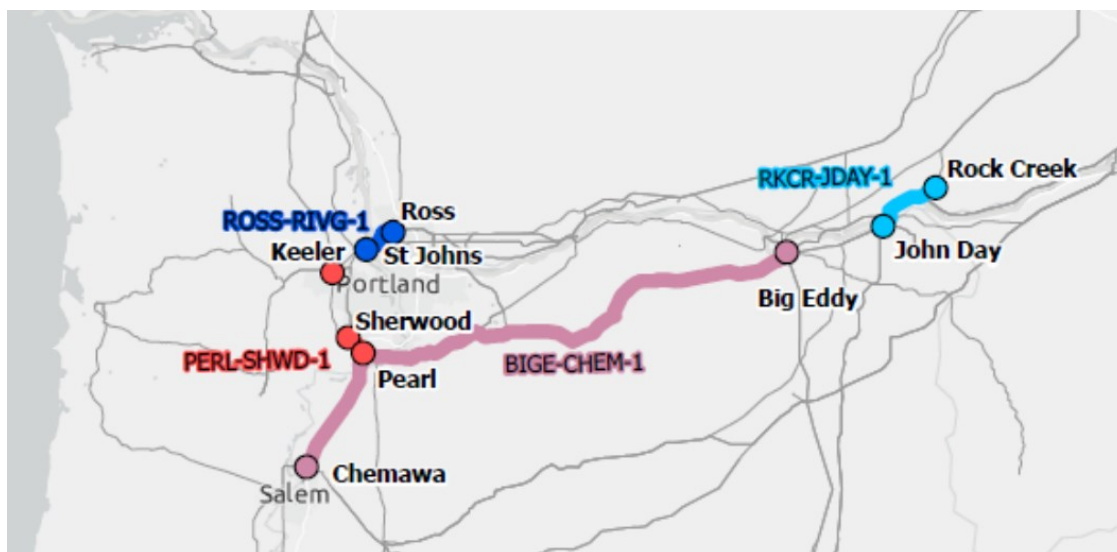 Rock Creek
RKCR-JDAY-1
Ross
ROSS-RIVG-1
Keeler
St Johns
John Day
Portland
Big Eddy
Sherwood
PERL-SHWD-1
BIGE-CHEM-1
Pearl
Chemawa
Salem